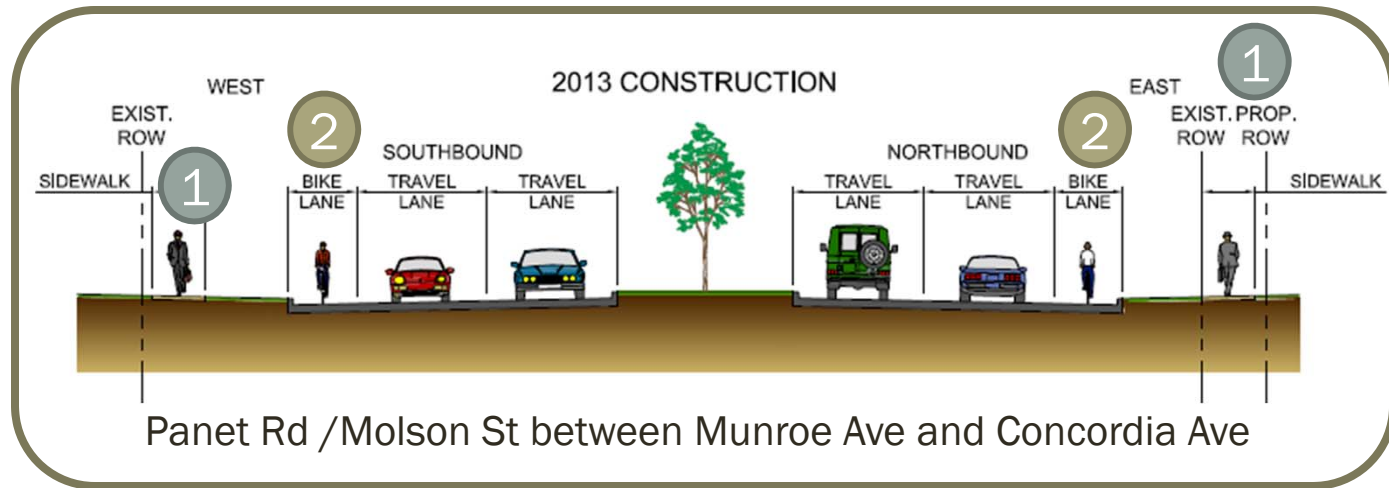 2013 CONSTRUCTION
WEST
EAST
1
EXIST.
ROW
2
2
EXIST. PROP.
ROW ROW
SOUTHBOUND
NORTHBOUND
SIDEWALK
1
BIKE
LANE
TRAVEL
LANE
TRAVEL
LANE
TRAVEL
LANE
TRAVEL
LANE
BIKE
LANE
SIDEWALK
Panet Rd /Molson St between Munroe Ave and Concordia Ave